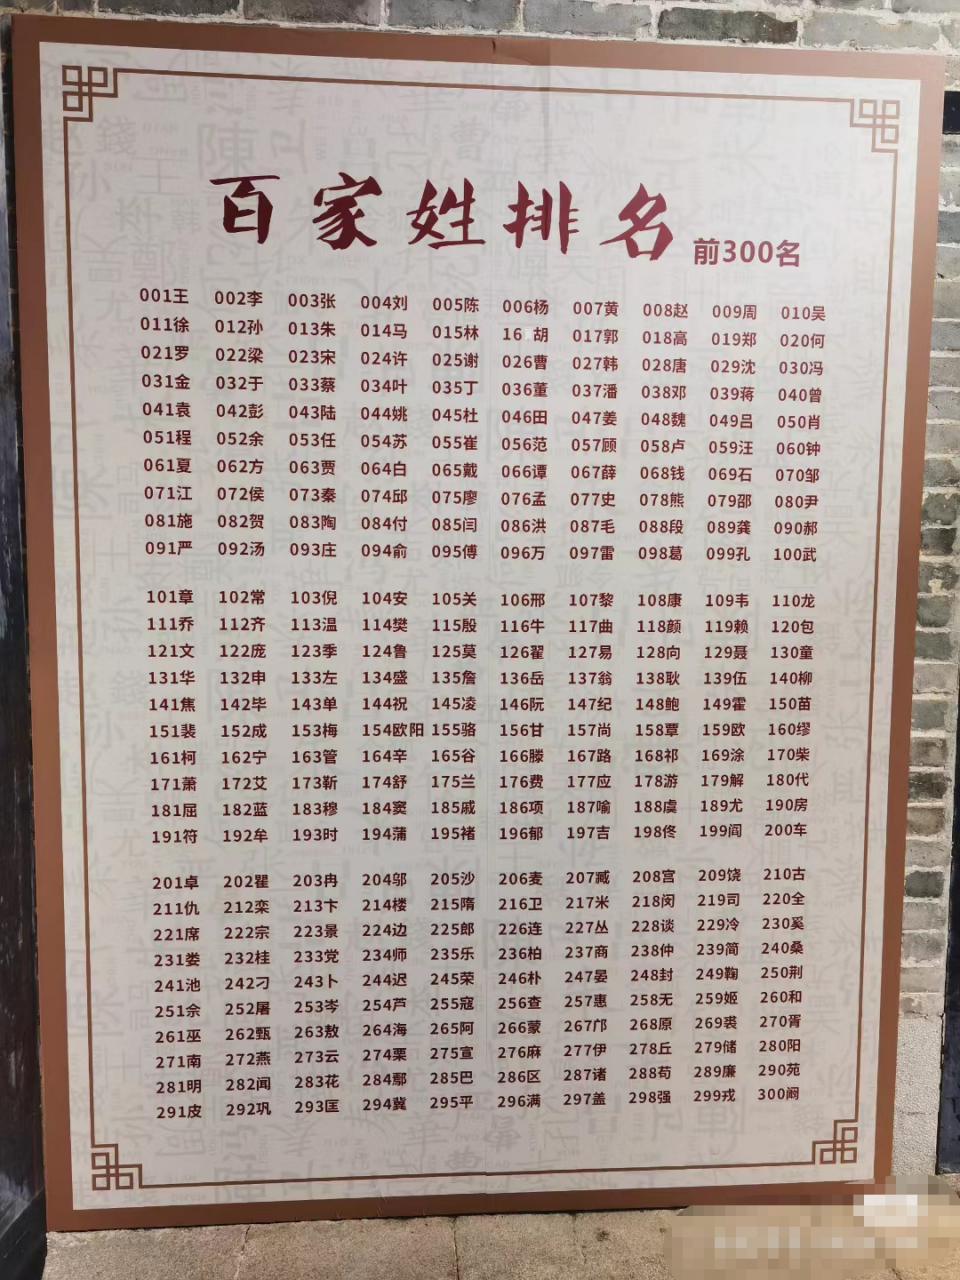 百家姓排名 前300名
001王 002李 003张 004刘 005陈 006杨 007黄 008赵 009周 010吴
011徐 012孙 013朱 014马 015林 16 胡 017郭 018高 019郑 020何
021罗 022梁 023宋 024许 025谢 026曹 027韩 028唐 029沈 030冯
031金 032于 033蔡 034叶 035丁 036董 037潘 038邓 039蒋 040曾
041袁 042彭 043陆 044姚 045杜 046田 047姜 048魏 049吕 050肖
051程 052余 053任 054苏 055崔 056范 057顾 058卢 059汪 060钟
061夏 062方 063贾 064白 065戴 066谭 067薛 068钱 069石 070邹
071江 072侯 073秦 074邱 075廖 076孟 077史 078熊 079邵 080尹
081施 082贺 083陶 084付 085闫 086洪 087毛 088段 089龚 090郝
091严 092汤 093庄 094俞 095傅 096万 097雷 098葛 099孔 100武
101章 102常 103倪 104安 105关 106邢 107黎 108康 109韦 110龙
111乔 112齐 113温 114樊 115殷 116牛 117曲 118颜 119赖 120包
121文 122庞 123季 124鲁 125莫 126翟 127易 128向 129聂 130童
131华 132申 133左 134盛 135詹 136岳 137翁 138耿 139伍 140柳
141焦 142毕 143单 144祝 145凌 146阮 147纪 148鲍 149霍 150苗
151裴 152成 153梅 154欧阳 155骆 156甘 157尚 158覃 159欧 160缪
161柯 162宁 163管 164辛 165谷 166滕 167路 168祁 169涂 170柴
171萧 172艾 173靳 174舒 175兰 176费 177应 178游 179解 180代
181屈 182蓝 183穆 184窦 185戚 186项 187喻 188虞 189尤 190房
191符 192牟 193时 194蒲 195褚 196郁 197吉 198佟 199阎 200车
201卓 202瞿 203冉 204邬 205沙 206麦 207臧 208宫 209饶 210古
211仇 212栾 213卞 214楼 215隋 216卫 217米 218闵 219司 220全
221席 222宗 223景 224边 225郎 226连 227丛 228谈 229冷 230奚
231娄 232桂 233党 234师 235乐 236柏 237商 238仲 239简 240桑
241池 242刁 243卜 244迟 245荣 246朴 247晏 248封 249鞠 250荆
251佘 252屠 253岑 254芦 255寇 256查 257惠 258无 259姬 260和
261巫 262甄 263敖 264海 265阿 266蒙 267邝 268原 269裘 270胥
271南 272燕 273云 274栗 275宣 276麻 277伊 278丘 279储 280阳
281明 282闻 283花 284鄢 285巴 286区 287诸 288苟 289廉 290苑
291皮 292巩 293匡 294冀 295平 296满 297盖 298强 299戎 300阚